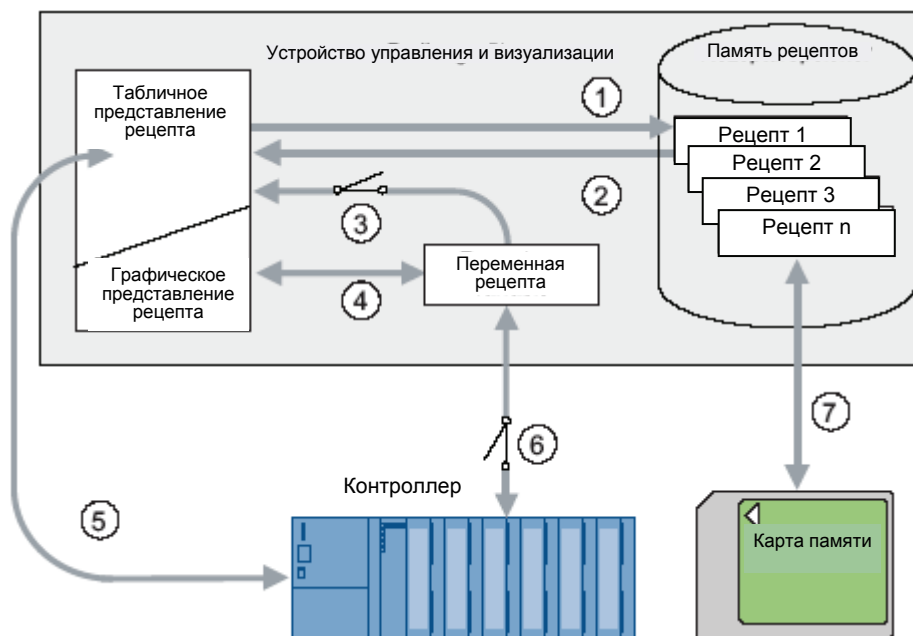 Устройство управления и визуализации
Память рецептов
Табличное
представление
рецепта
1
Рецепт 1
Рецепт 2
2
Рецепт 3
3
Рецепт n
Переменная
рецепта
Графическое
представление
рецепта
4
7
6
Контроллер
5
Карта памяти